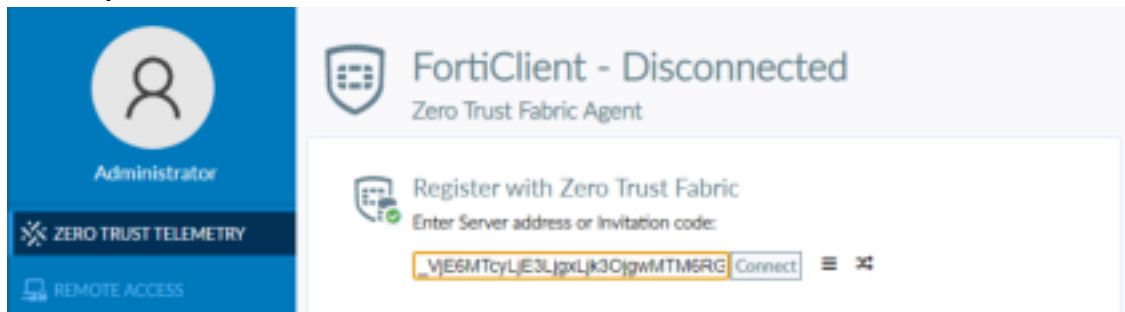 FortiClient - Disconnected
Zero Trust Fabric Agent
Administrator
Register with Zero Trust Fabric
Enter Server address or Invitation code:
ZERO TRUST TELEMETRY
_VjE6MTcyLjE3LjgxLjk3OjgwMTM6RG Connect
REMOTE ACCESS